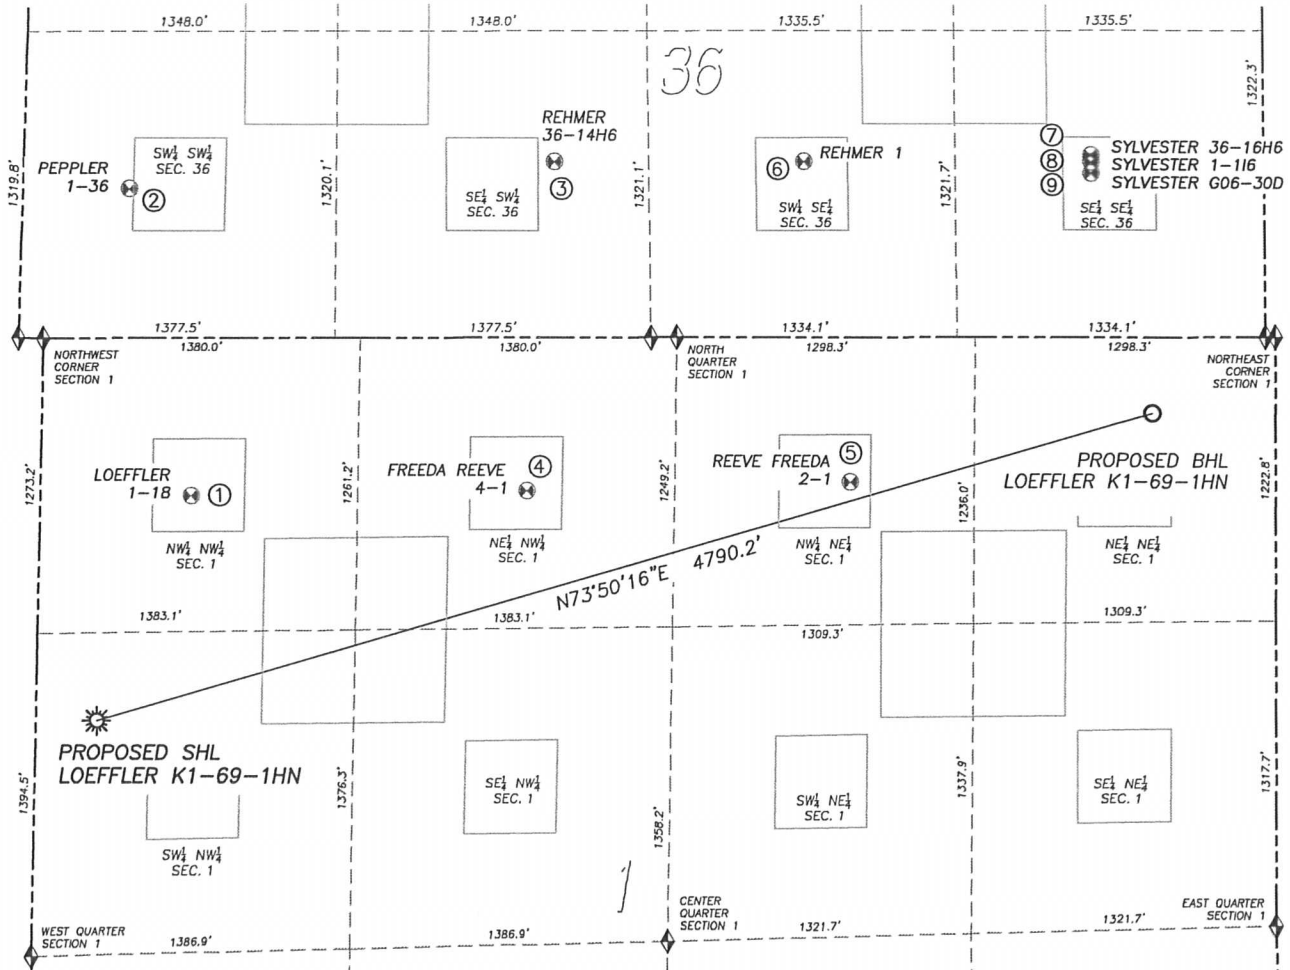 1348.0'
1348.0'
1335.5'
1335.5'
36
1322.3'
REHMER
36-14H6
PEPPLER
1-36
②
SW¼ SW¼
SEC. 36
③
SE¼ SW¼
SEC. 36
⑥
REHMER 1
SW¼ SE¼
SEC. 36
⑦
⑧
⑨
SYLVESTER 36-16H6
SYLVESTER 1-1I6
SYLVESTER G06-30D
SE¼ SE¼
SEC. 36
1319.8'
1320.1'
1321.1'
1321.7'
1377.5'
1377.5'
1334.1'
1334.1'
1380.0'
1380.0'
1298.3'
1298.3'
NORTHWEST
CORNER
SECTION 1
NORTH
QUARTER
SECTION 1
NORTHEAST
CORNER
SECTION 1
1273.2'
1261.2'
1249.2'
1236.0'
1222.8'
LOEFFLER
1-18
①
NW¼ NW¼
SEC. 1
FREEDA REEVE
4-1
④
NE¼ NW¼
SEC. 1
REEVE FREEDA
2-1
⑤
NW¼ NE¼
SEC. 1
PROPOSED BHL
LOEFFLER K1-69-1HN
NE¼ NE¼
SEC. 1
N73°50'16"E 4790.2'
1383.1'
1383.1'
1309.3'
1309.3'
PROPOSED SHL
LOEFFLER K1-69-1HN
SW¼ NW¼
SEC. 1
SE¼ NW¼
SEC. 1
SW¼ NE¼
SEC. 1
SE¼ NE¼
SEC. 1
1394.5'
1376.3'
1358.2'
1337.9'
1317.7'
1
WEST QUARTER
SECTION 1
CENTER
QUARTER
SECTION 1
EAST QUARTER
SECTION 1
1386.9'
1386.9'
1321.7'
1321.7'